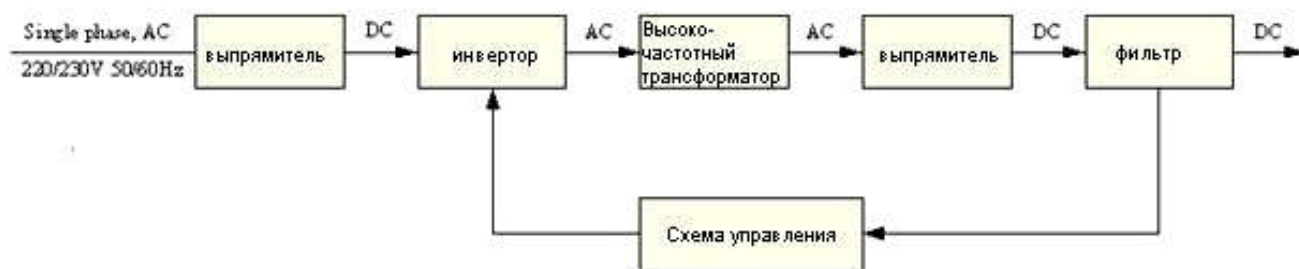 Single phase, AC
220/230V 50/60Hz
выпрямитель
DC
инвертор
AC
Высоко-
частотный
трансформатор
AC
выпрямитель
DC
фильтр
DC
Схема управления